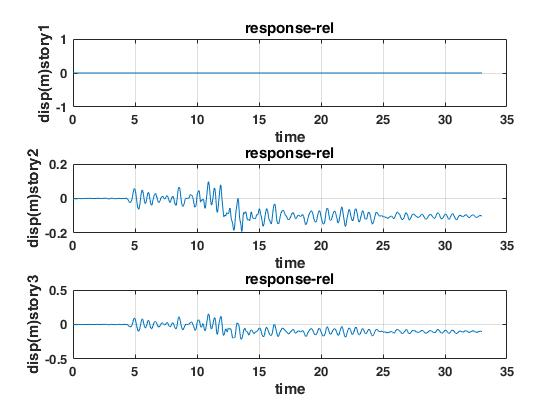 response-rel
disp(m)story1
1
0
-1
0 5 10 15 20 25 30 35
time
response-rel
disp(m)story2
0.2
0
-0.2
0 5 10 15 20 25 30 35
time
response-rel
disp(m)story3
0.5
0
-0.5
0 5 10 15 20 25 30 35
time